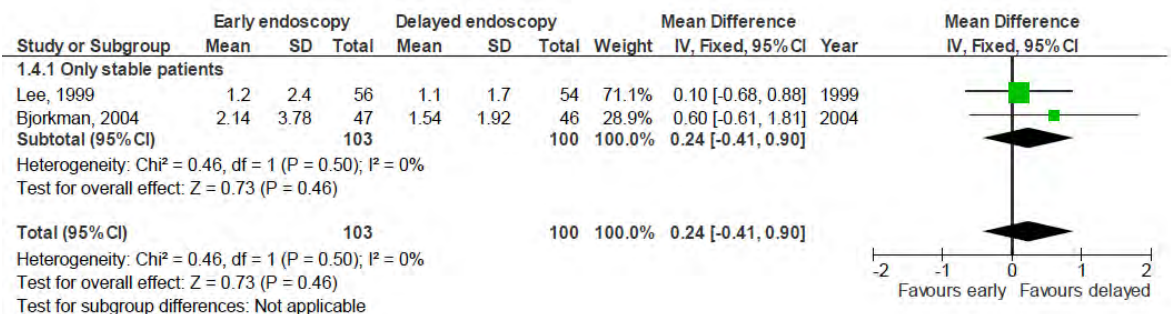 Early endoscopy Delayed endoscopy Mean Difference Mean Difference
Study or Subgroup Mean SD Total Mean SD Total Weight IV, Fixed, 95% CI Year IV, Fixed, 95% CI
1.4.1 Only stable patients
Lee, 1999 1.2 2.4 56 1.1 1.7 54 71.1% 0.10 [-0.68, 0.88] 1999
Bjorkman, 2004 2.14 3.78 47 1.54 1.92 46 28.9% 0.60 [-0.61, 1.81] 2004
Subtotal (95% CI) 103 100 100.0% 0.24 [-0.41, 0.90]
Heterogeneity: Chi² = 0.46, df = 1 (P = 0.50); I² = 0%
Test for overall effect: Z = 0.73 (P = 0.46)
Total (95% CI) 103 100 100.0% 0.24 [-0.41, 0.90]
Heterogeneity: Chi² = 0.46, df = 1 (P = 0.50); I² = 0%
Test for overall effect: Z = 0.73 (P = 0.46)
Test for subgroup differences: Not applicable
-2 -1 0 1 2
Favours early Favours delayed